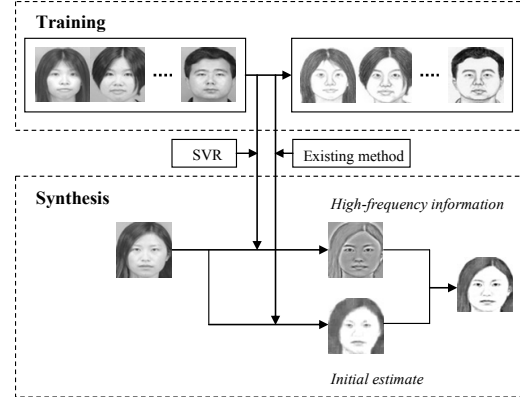 Training
SVR
Existing method
Synthesis
High-frequency information
Initial estimate